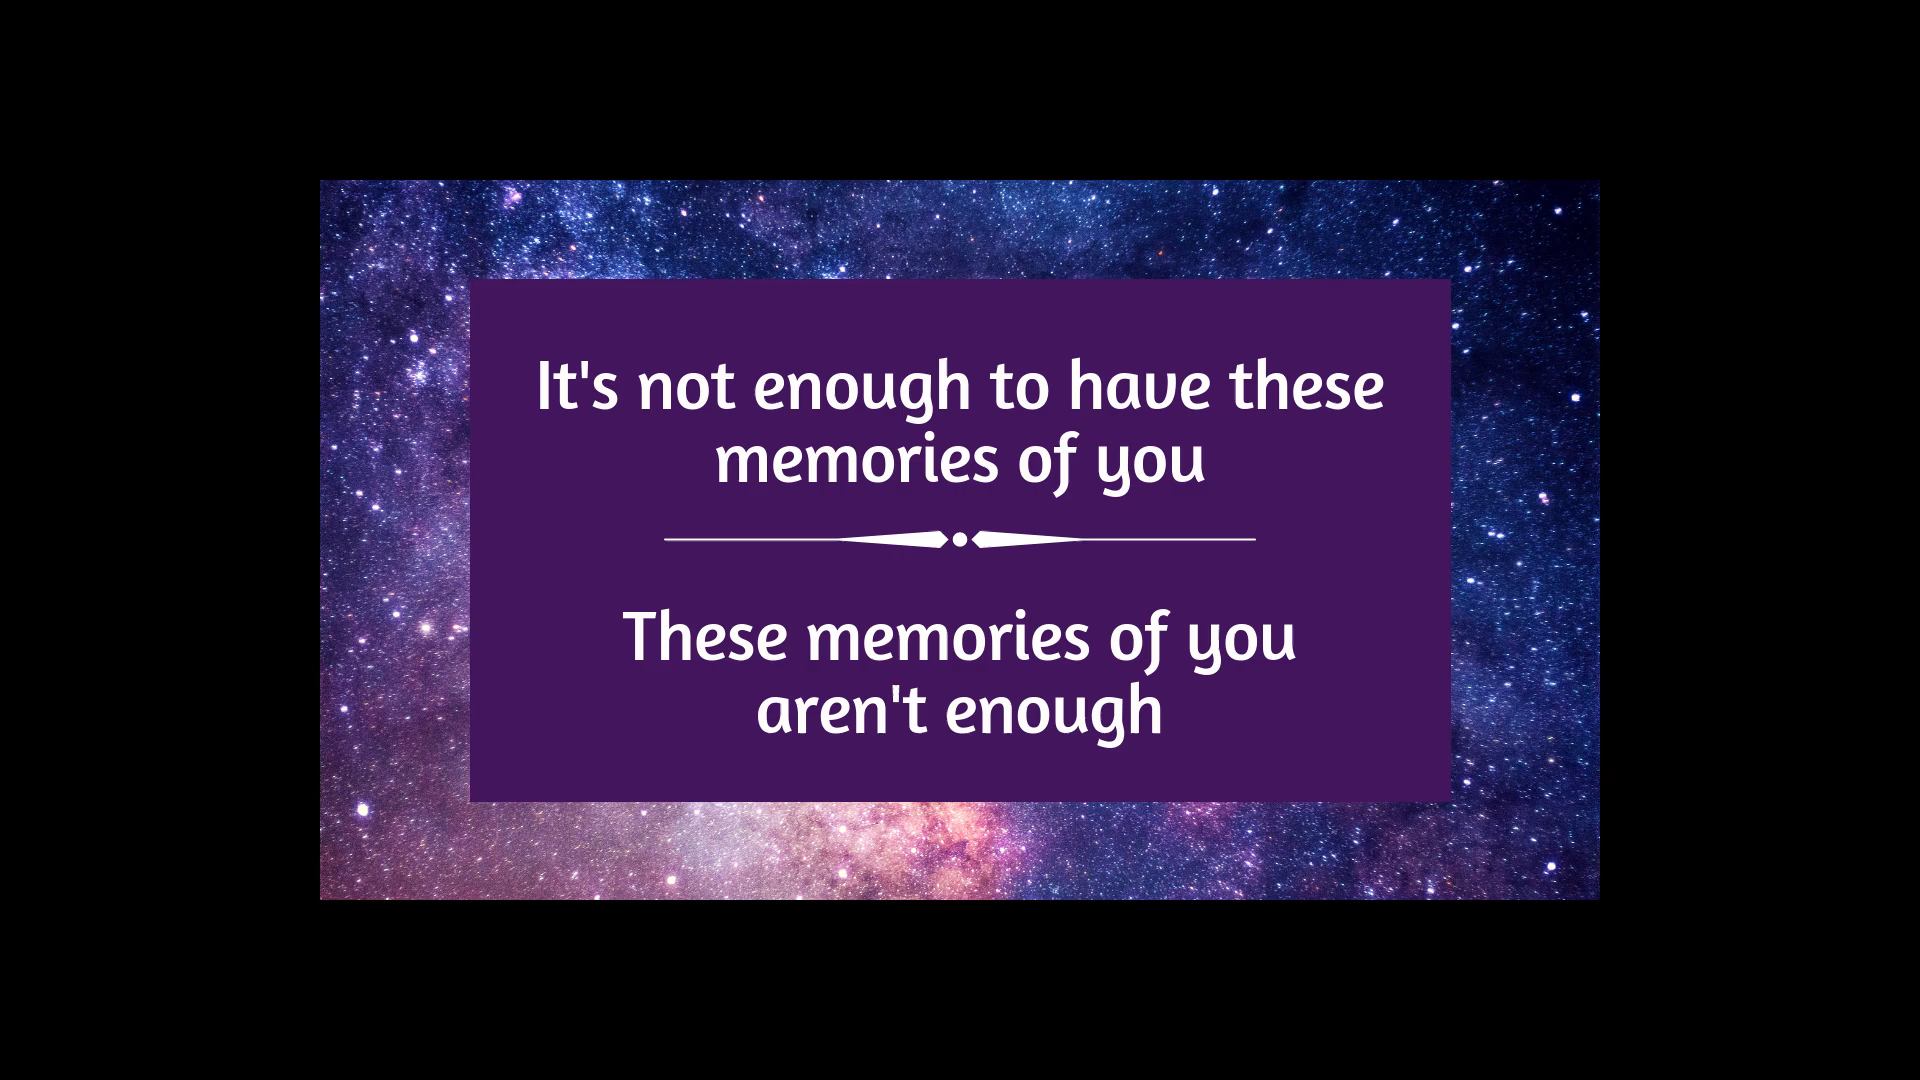 It's not enough to have these
memories of you
These memories of you
aren't enough